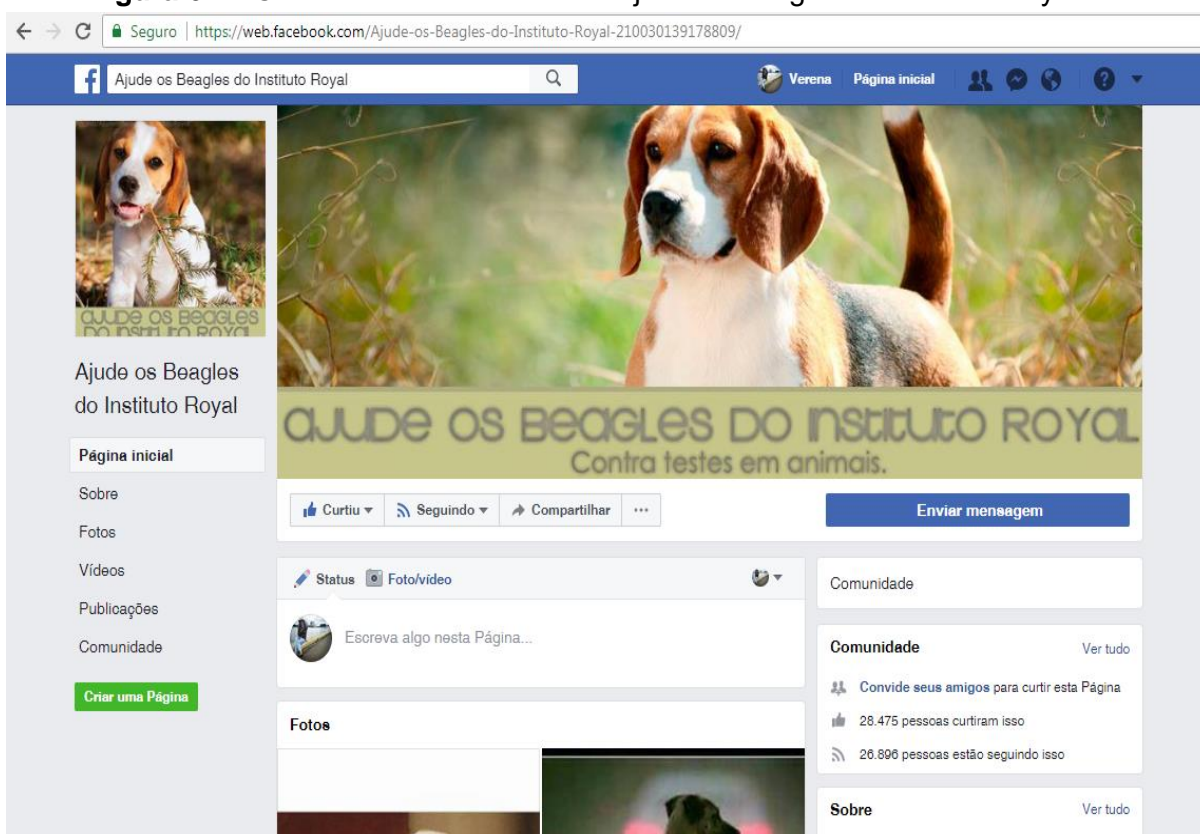 Seguro | https://web.facebook.com/Ajude-os-Beagles-do-Instituto-Royal-210030139178809/
Ajude os Beagles do Instituto Royal
Verena
Página inicial
AJUDE OS BEAGLES
DO INSTITUTO ROYAL
Ajude os Beagles
do Instituto Royal
Página inicial
Sobre
Fotos
Vídeos
Publicações
Comunidade
Criar uma Página
AJUDE OS BEAGLES DO INSTITUTO ROYAL
Contra testes em animais.
Curtiu
Seguindo
Compartilhar
Enviar mensagem
Status
Foto/vídeo
Escreva algo nesta Página...
Fotos
Comunidade
Comunidade
Ver tudo
Convide seus amigos para curtir esta Página
28.475 pessoas curtiram isso
26.896 pessoas estão seguindo isso
Sobre
Ver tudo